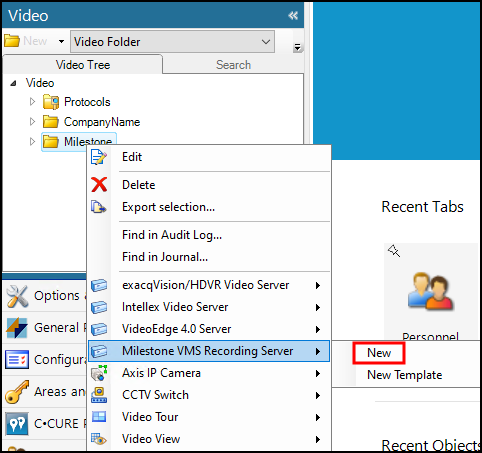 Video
New
Video Folder
Video Tree
Search
Video
Protocols
CompanyName
Milestone
Edit
Delete
Export selection...
Find in Audit Log...
Find in Journal...
exacqVision/HDVR Video Server
Intellex Video Server
VideoEdge 4.0 Server
Milestone VMS Recording Server
Axis IP Camera
CCTV Switch
Video Tour
Video View
New
New Template
Options
General
Configura
Areas and
C•CURE
Recent Tabs
Personnel
Recent Objects